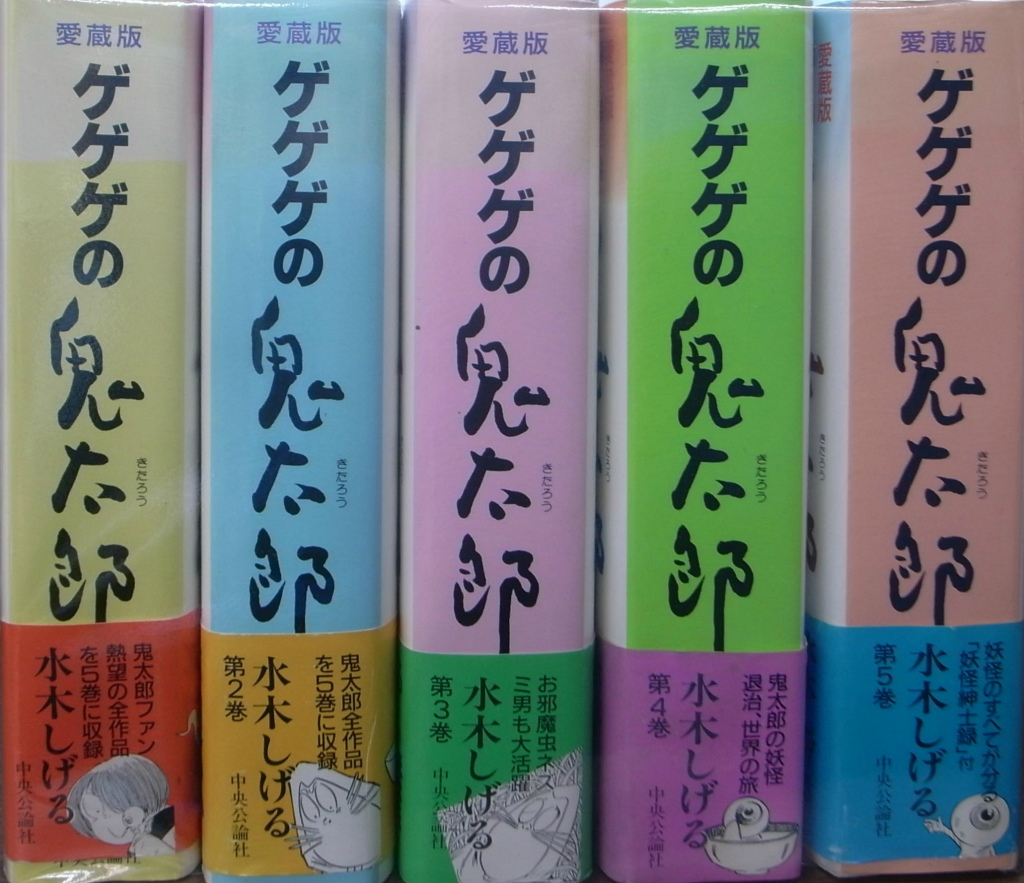 愛蔵版
ゲゲゲの
鬼太郎
きたろう
鬼太郎ファン
熱望の全作品
を5巻に収録
水木しげる
中央公論社
中央公論社
愛蔵版
ゲゲゲの
鬼太郎
きたろう
鬼太郎全作品
を5巻に収録
水木しげる
第2巻
中央公論社
愛蔵版
ゲゲゲの
鬼太郎
きたろう
お邪魔虫ネズ
三男も大活躍
水木しげる
第3巻
中央
愛蔵版
ゲゲゲの
鬼太郎
きたろう
鬼太郎の妖怪
退治、世界の旅
水木しげる
第4巻
中央公論社
愛蔵版
愛蔵版
ゲゲゲの
鬼太郎
きたろう
妖怪のすべてが分る
「妖怪紳士録」付
水木しげる
第5巻
中央公論社